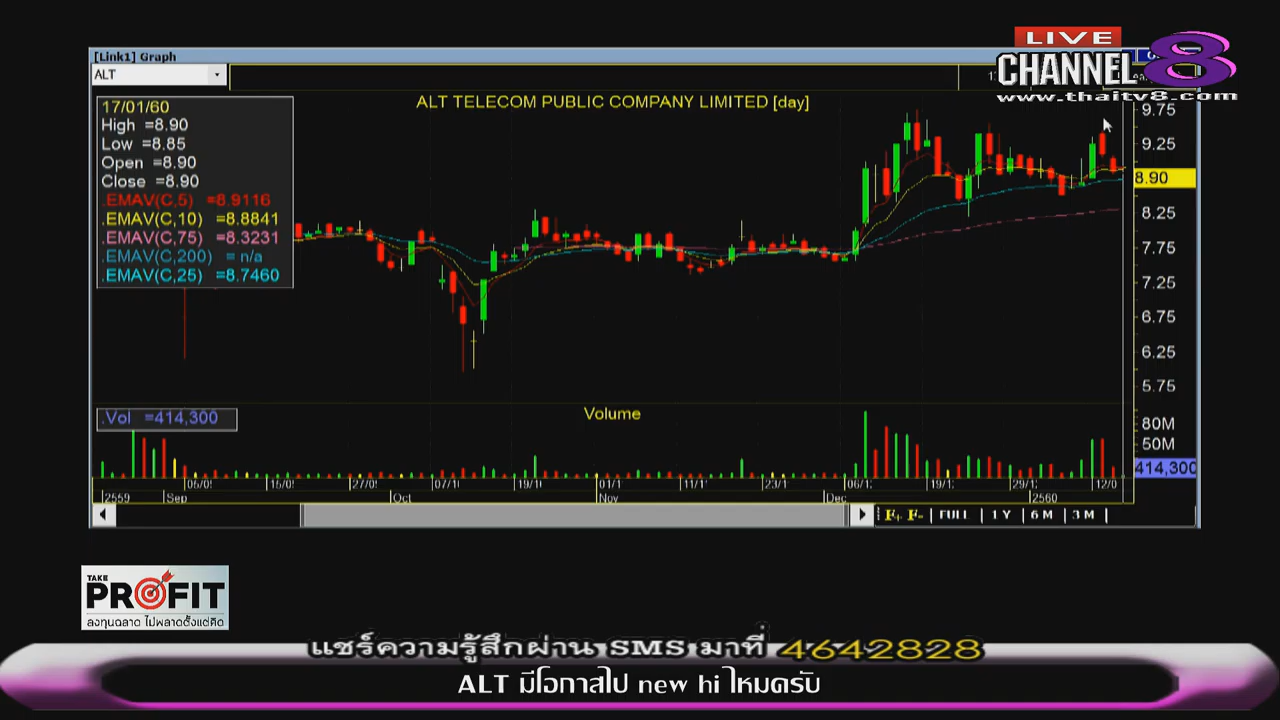 LIVE
CHANNEL 8
www.thaitv8.com
[Link1] Graph
ALT
ALT TELECOM PUBLIC COMPANY LIMITED [day]
17/01/60
High =8.90
Low =8.85
Open =8.90
Close =8.90
.EMAV(C,5) =8.9116
.EMAV(C,10) =8.8841
.EMAV(C,75) =8.3231
.EMAV(C,200) = n/a
.EMAV(C,25) =8.7460
9.75
9.25
8.90
8.25
7.75
7.25
6.75
6.25
5.75
.Vol =414,300
Volume
80M
50M
414,300
06/0 15/0 27/0 07/1 19/1 01/1 11/1 23/1 06/1 19/1 29/1 12/0
2559 Sep Oct Nov Dec 2560
F+ F- FULL 1 Y 6 M 3 M
TAKE
PROFIT
ลงทุนฉลาด ไม่พลาดตั้งแต่คิด
แชร์ความรู้สึกผ่าน SMS มาที่ 4642828
ALT มีโอกาสไป new hi ไหมครับ